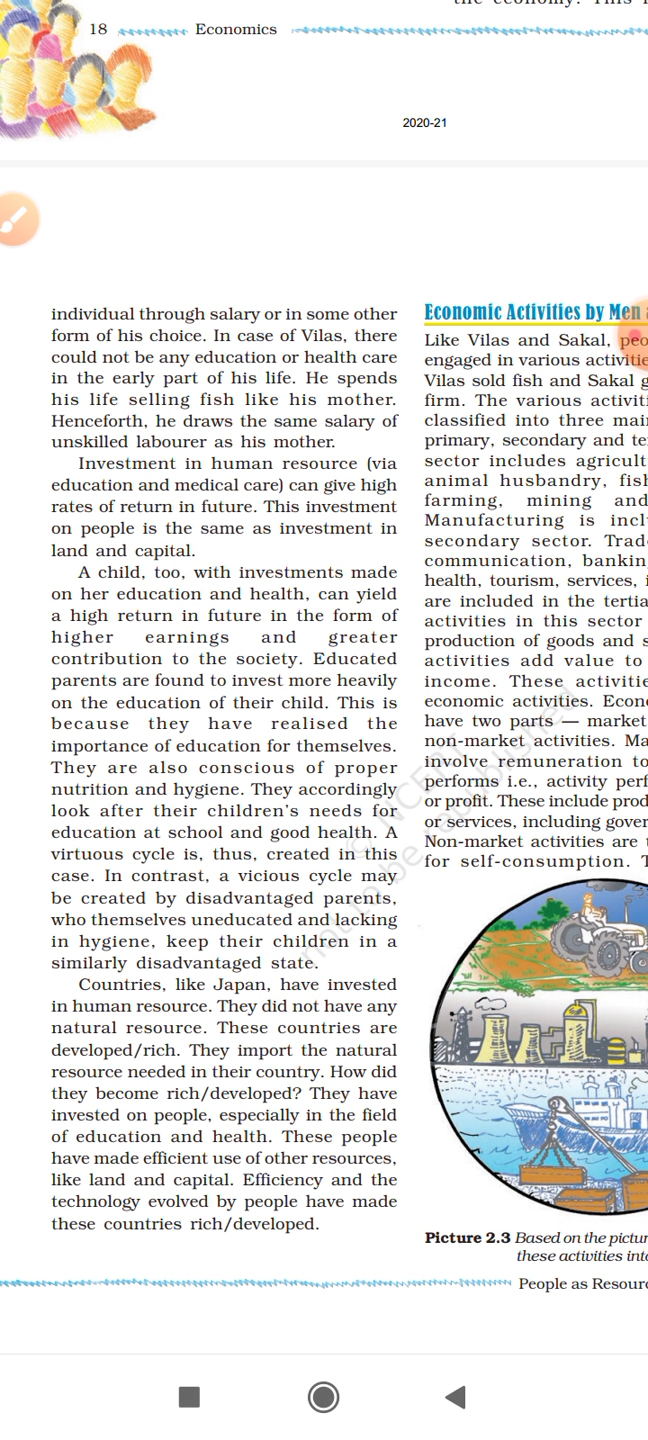 the economy. This
18 Economics
2020-21
individual through salary or in some other
form of his choice. In case of Vilas, there
could not be any education or health care
in the early part of his life. He spends
his life selling fish like his mother.
Henceforth, he draws the same salary of
unskilled labourer as his mother.
Investment in human resource (via
education and medical care) can give high
rates of return in future. This investment
on people is the same as investment in
land and capital.
A child, too, with investments made
on her education and health, can yield
a high return in future in the form of
higher earnings and greater
contribution to the society. Educated
parents are found to invest more heavily
on the education of their child. This is
because they have realised the
importance of education for themselves.
They are also conscious of proper
nutrition and hygiene. They accordingly
look after their children's needs for
education at school and good health. A
virtuous cycle is, thus, created in this
case. In contrast, a vicious cycle may
be created by disadvantaged parents,
who themselves uneducated and lacking
in hygiene, keep their children in a
similarly disadvantaged state.
Countries, like Japan, have invested
in human resource. They did not have any
natural resource. These countries are
developed/rich. They import the natural
resource needed in their country. How did
they become rich/developed? They have
invested on people, especially in the field
of education and health. These people
have made efficient use of other resources,
like land and capital. Efficiency and the
technology evolved by people have made
these countries rich/developed.
Economic Activities by Men
Like Vilas and Sakal,
engaged in various
Vilas sold fish and Sakal
firm. The various
classified into three
primary, secondary and
sector includes
animal husbandry,
farming, mining and
Manufacturing is
secondary sector.
communication,
health, tourism, services,
are included in the
activities in this sector
production of goods and
activities add value to
income. These
economic activities.
have two parts — market
non-market activities.
involve remuneration to
performs i.e., activity
or profit. These include
or services, including
Non-market activities are
for self-consumption.
Picture 2.3 Based on the
these activities
People as
© NCERT
not to be republished